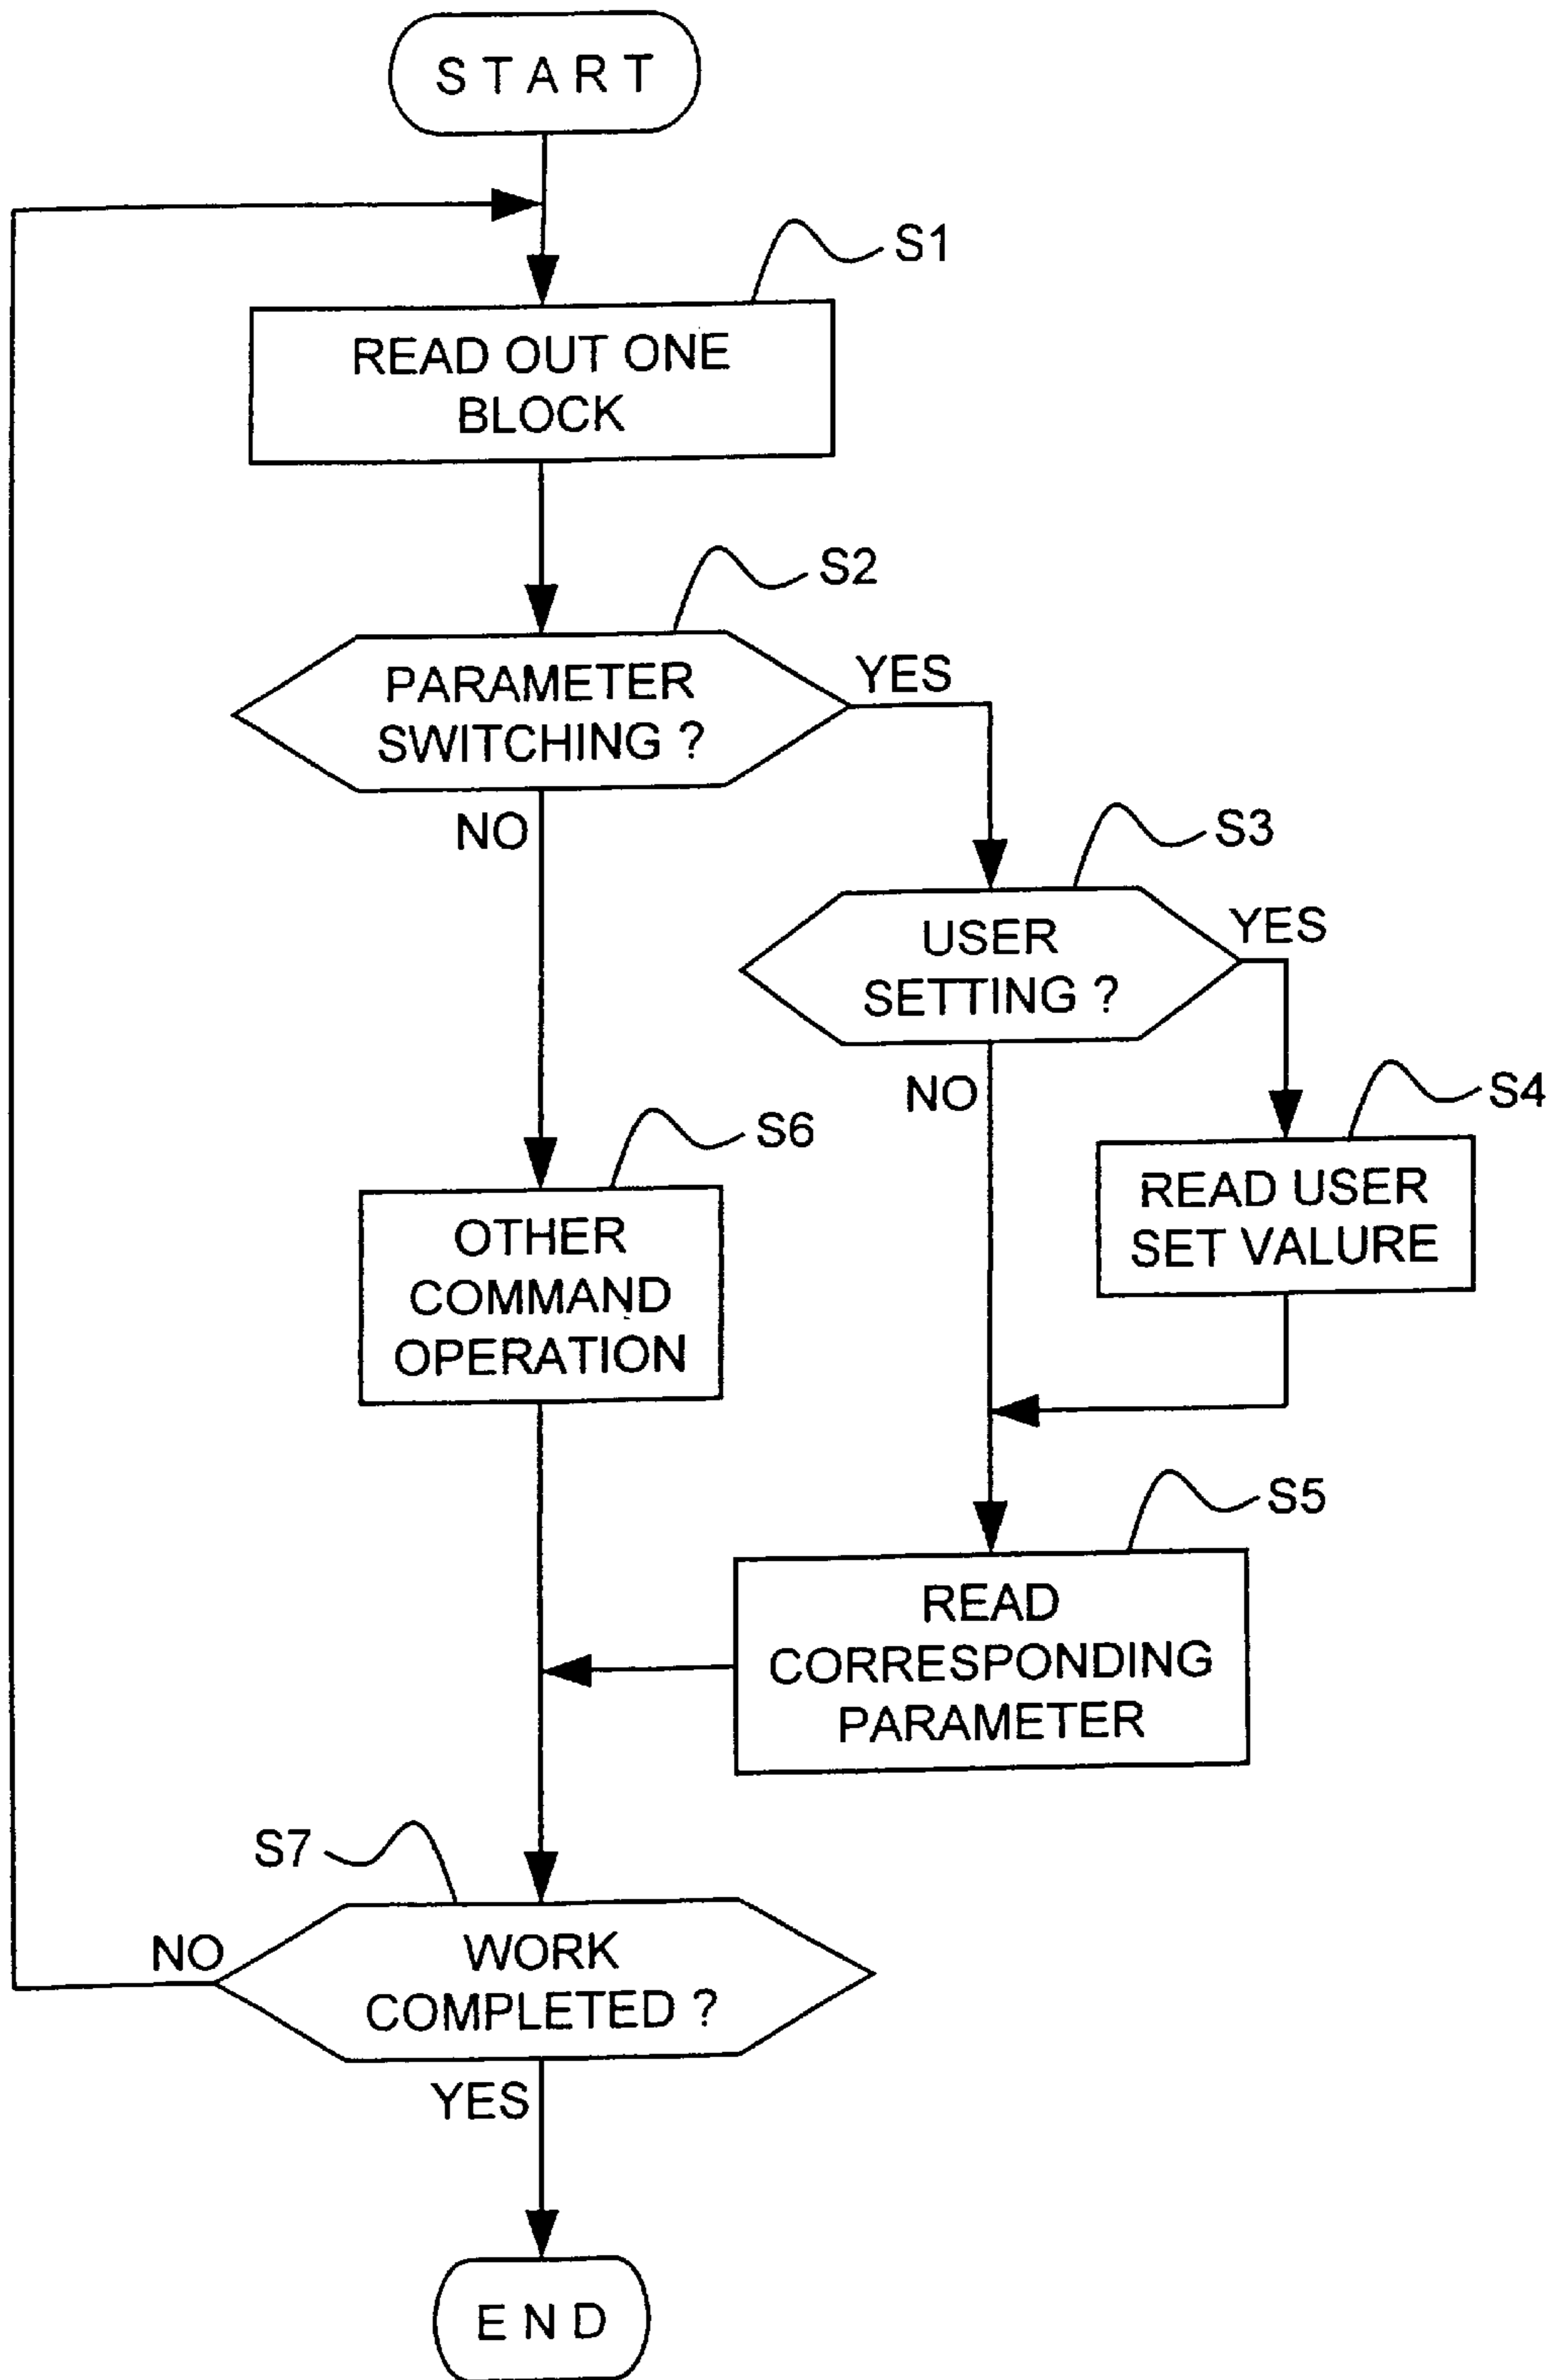 START
S1
READ OUT ONE
BLOCK
S2
PARAMETER
SWITCHING ?
YES
NO
S3
USER
SETTING ?
YES
NO
S4
READ USER
SET VALURE
S6
OTHER
COMMAND
OPERATION
S5
READ
CORRESPONDING
PARAMETER
S7
WORK
COMPLETED ?
NO
YES
END